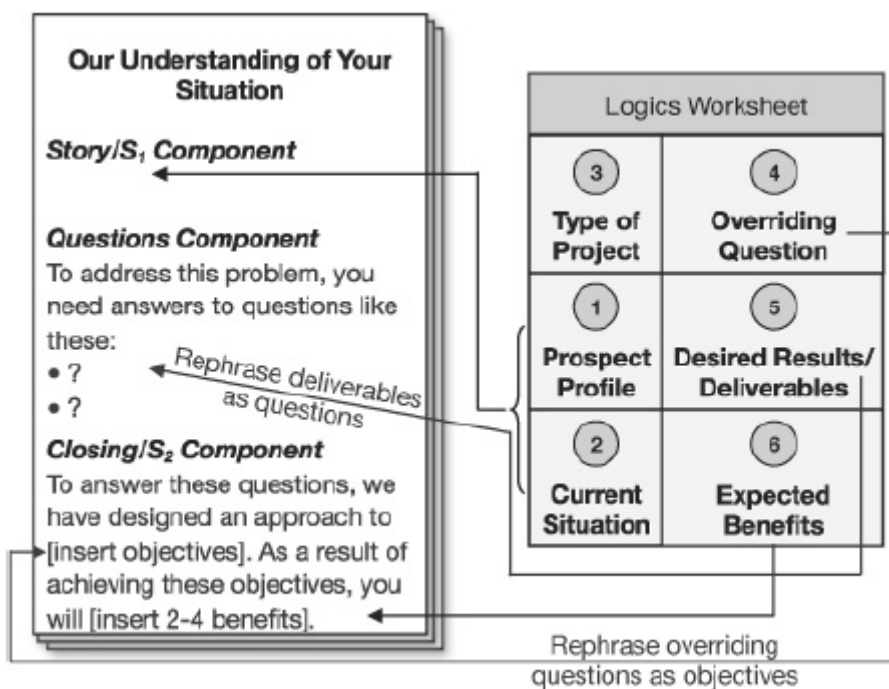 Our Understanding of Your
Situation
Story/S₁ Component
Questions Component
To address this problem, you
need answers to questions like
these:
• ?
• ?
Rephrase deliverables
as questions
Closing/S₂ Component
To answer these questions, we
have designed an approach to
[insert objectives]. As a result of
achieving these objectives, you
will [insert 2-4 benefits].
Logics Worksheet
3
Type of
Project
4
Overriding
Question
1
Prospect
Profile
5
Desired Results/
Deliverables
2
Current
Situation
6
Expected
Benefits
Rephrase overriding
questions as objectives